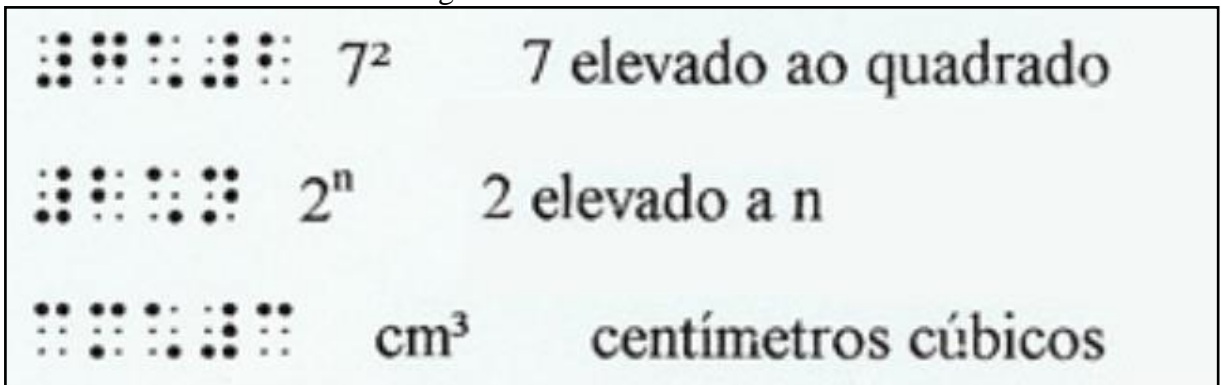 ⠼⠛⠡⠼⠃ 7² 7 elevado ao quadrado
⠼⠃⠡⠝ 2ⁿ 2 elevado a n
⠉⠍⠡⠼⠉ cm³ centímetros cúbicos